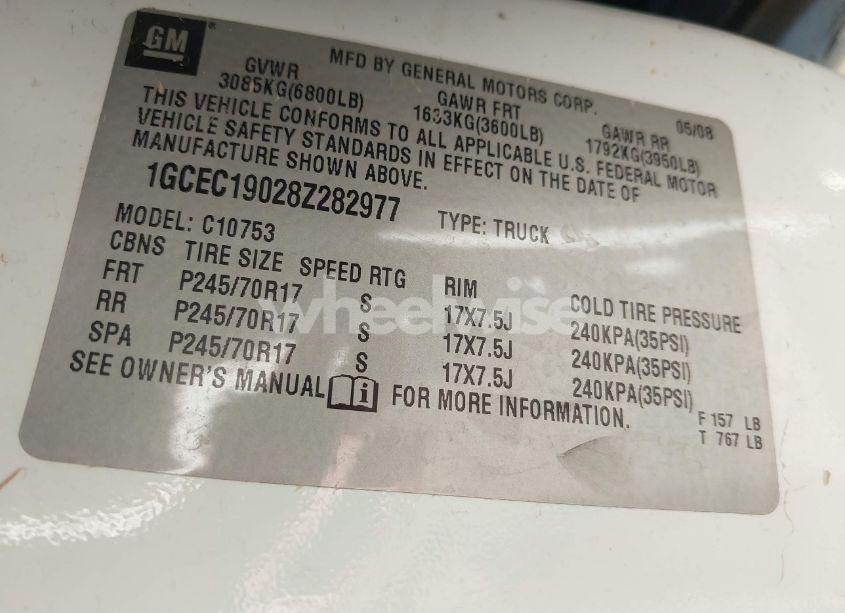 GM
MFD BY GENERAL MOTORS CORP.
GVWR GAWR FRT GAWR RR 05/08
3085KG(6800LB) 1633KG(3600LB) 1792KG(3950LB)
THIS VEHICLE CONFORMS TO ALL APPLICABLE U.S. FEDERAL MOTOR
VEHICLE SAFETY STANDARDS IN EFFECT ON THE DATE OF
MANUFACTURE SHOWN ABOVE.
1GCEC19028Z282977 TYPE: TRUCK
MODEL: C10753
CBNS TIRE SIZE SPEED RTG RIM COLD TIRE PRESSURE
FRT P245/70R17 S 17X7.5J 240KPA(35PSI)
RR P245/70R17 S 17X7.5J 240KPA(35PSI)
SPA P245/70R17 S 17X7.5J 240KPA(35PSI)
SEE OWNER'S MANUAL i FOR MORE INFORMATION.
F 157 LB
T 767 LB
wheelwise